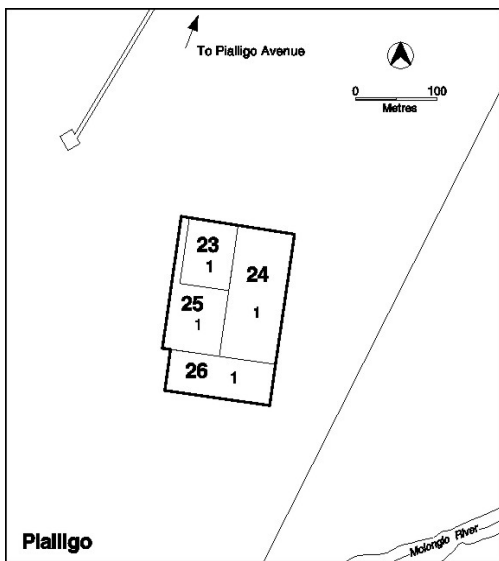 To Pialligo Avenue
0 100
Metres
23
1
24
1
25
1
26 1
Pialligo
Molonglo River